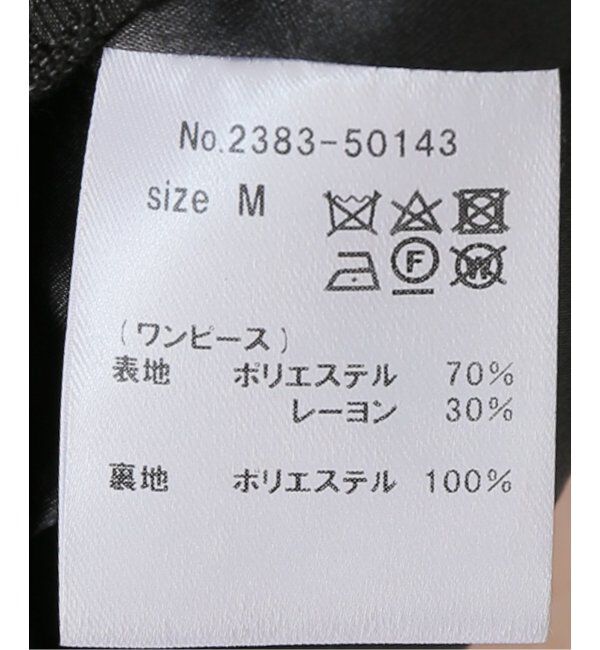 No.2383-50143
size M
F
W
(ワンピース)
表地 ポリエステル 70%
レーヨン 30%
裏地 ポリエステル 100%